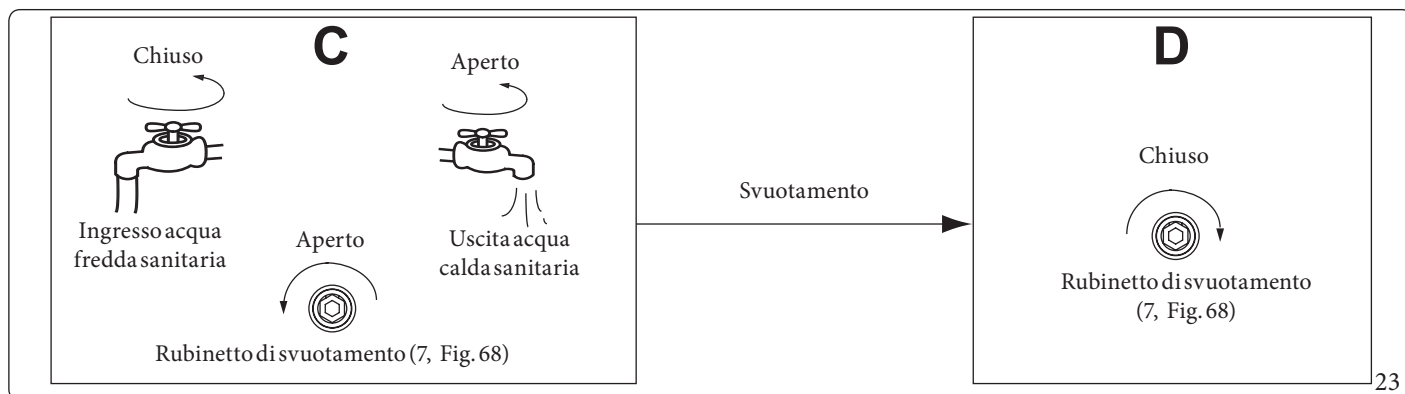 C
Chiuso
Aperto
Ingresso acqua
fredda sanitaria
Uscita acqua
calda sanitaria
Aperto
Rubinetto di svuotamento (7, Fig. 68)
Svuotamento
D
Chiuso
Rubinetto di svuotamento
(7, Fig. 68)
23